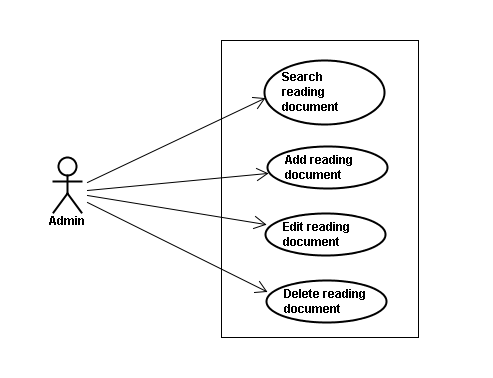 Search
reading
document
Add reading
document
Admin
Edit reading
document
Delete reading
document